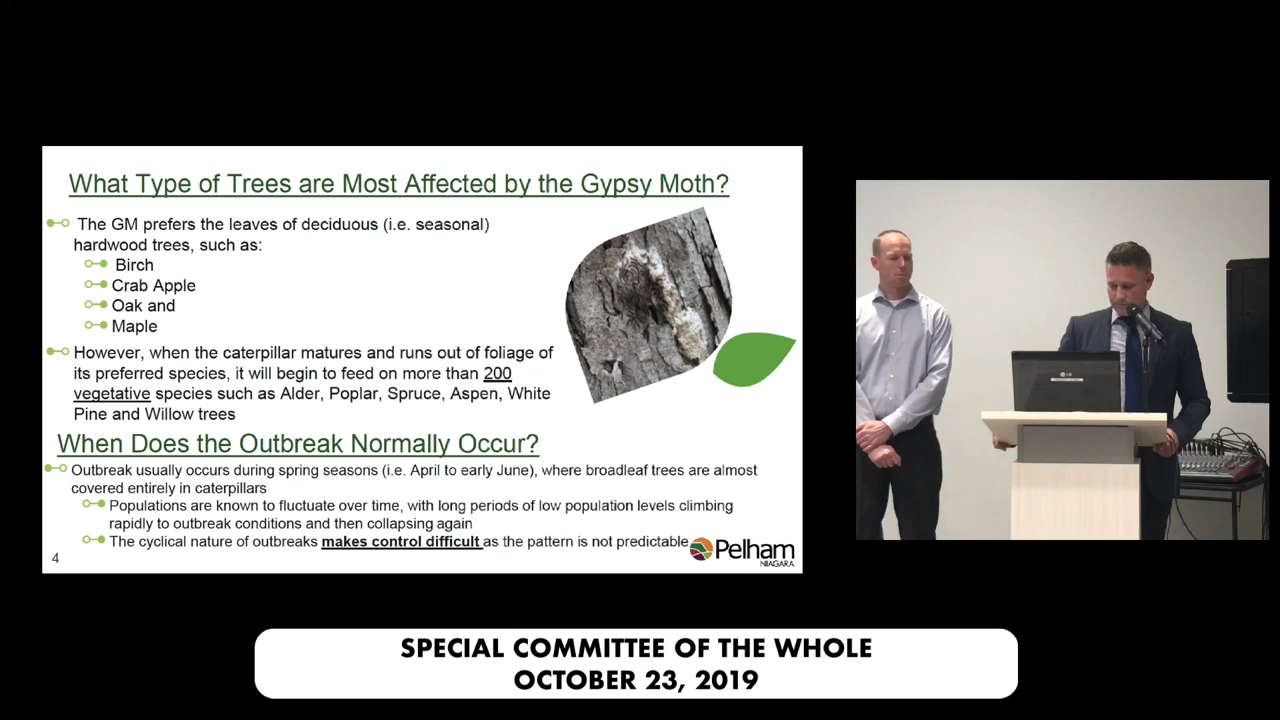 What Type of Trees are Most Affected by the Gypsy Moth?
The GM prefers the leaves of deciduous (i.e. seasonal)
hardwood trees, such as:
Birch
Crab Apple
Oak and
Maple
However, when the caterpillar matures and runs out of foliage of
its preferred species, it will begin to feed on more than 200
vegetative species such as Alder, Poplar, Spruce, Aspen, White
Pine and Willow trees
When Does the Outbreak Normally Occur?
Outbreak usually occurs during spring seasons (i.e. April to early June), where broadleaf trees are almost
covered entirely in caterpillars
Populations are known to fluctuate over time, with long periods of low population levels climbing
rapidly to outbreak conditions and then collapsing again
The cyclical nature of outbreaks makes control difficult as the pattern is not predictable
4
Pelham
NIAGARA
LG
SPECIAL COMMITTEE OF THE WHOLE
OCTOBER 23, 2019